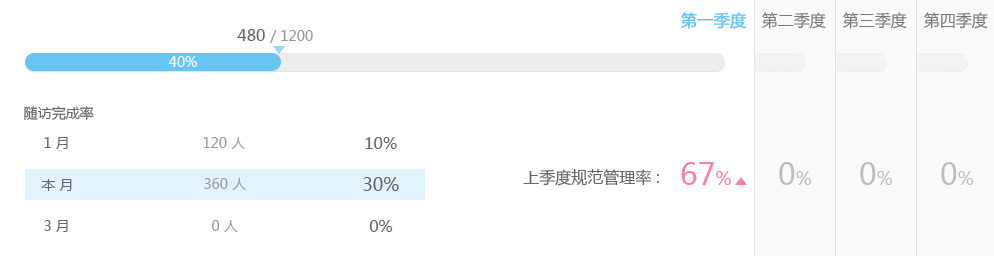 第一季度 第二季度 第三季度 第四季度
480 / 1200
40%
随访完成率
1 月 120 人 10%
本 月 360 人 30%
3 月 0 人 0%
上季度规范管理率： 67% 0% 0% 0%